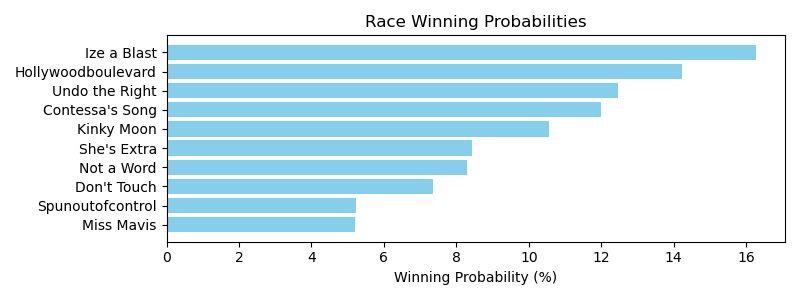 Race Winning Probabilities
Ize a Blast
Hollywoodboulevard
Undo the Right
Contessa's Song
Kinky Moon
She's Extra
Not a Word
Don't Touch
Spunoutofcontrol
Miss Mavis
0 2 4 6 8 10 12 14 16
Winning Probability (%)